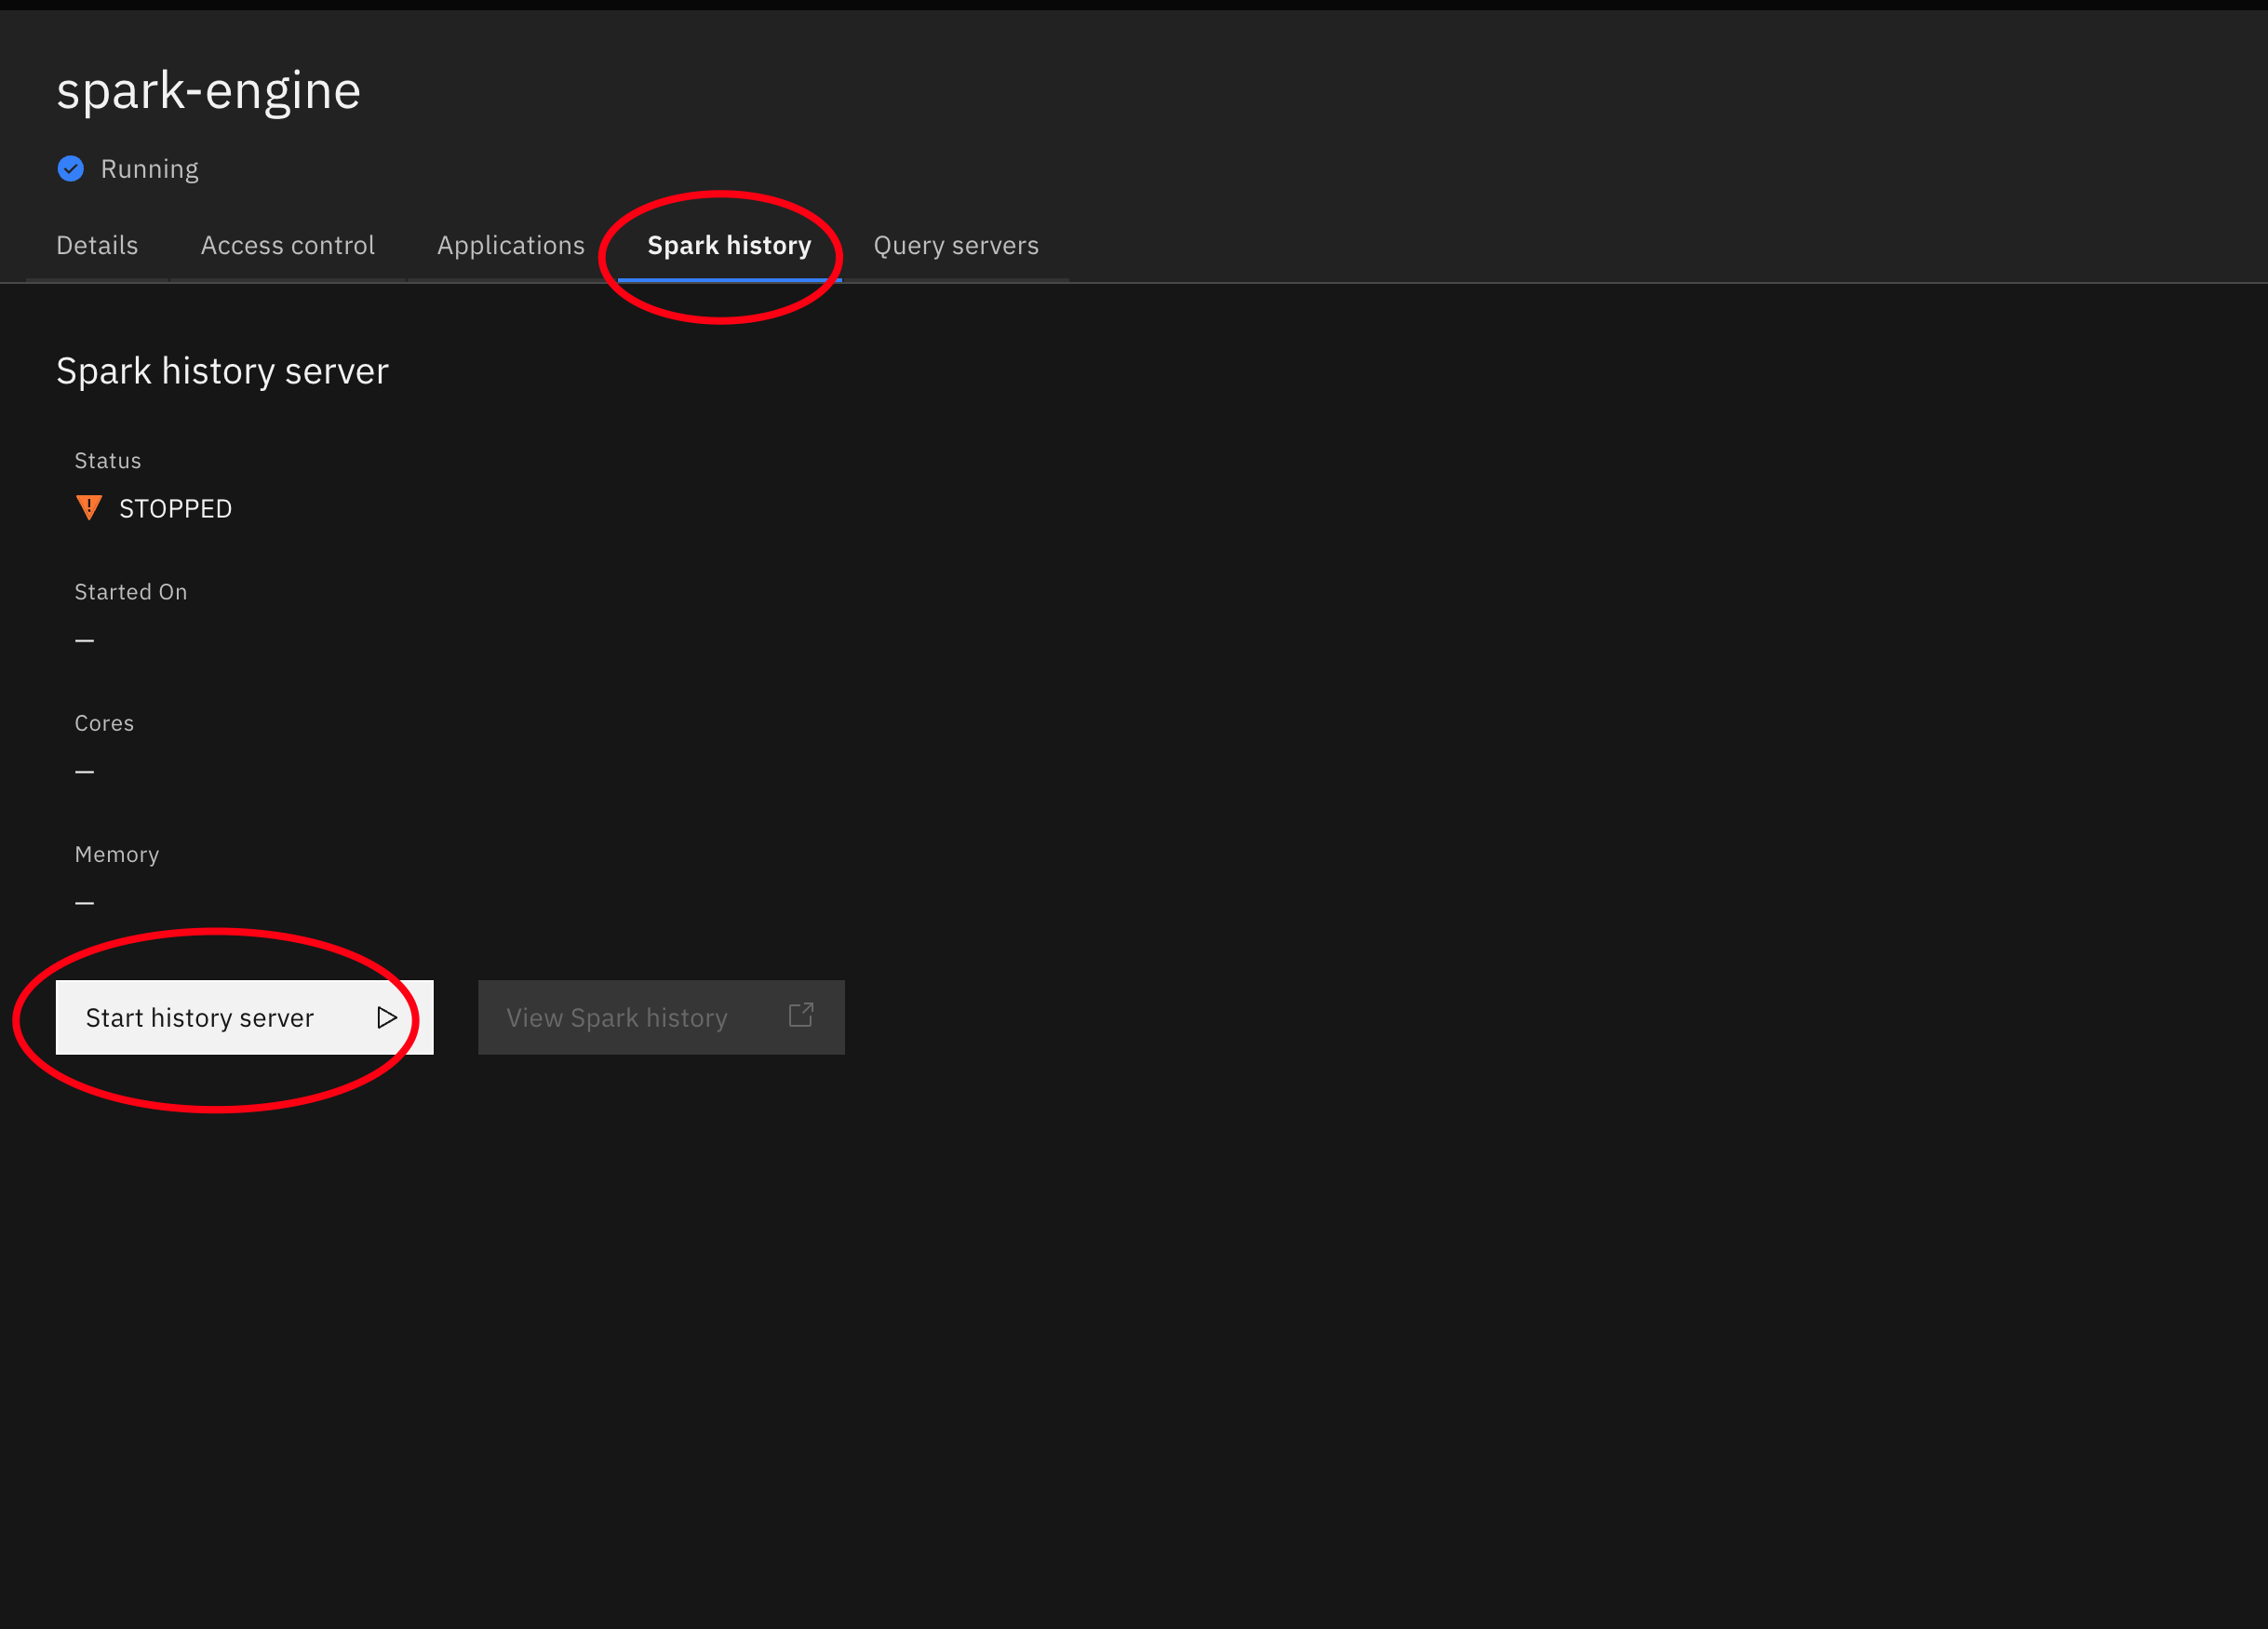 spark-engine
Running
Details Access control Applications Spark history Query servers
Spark history server
Status
STOPPED
Started On
—
Cores
—
Memory
—
Start history server View Spark history